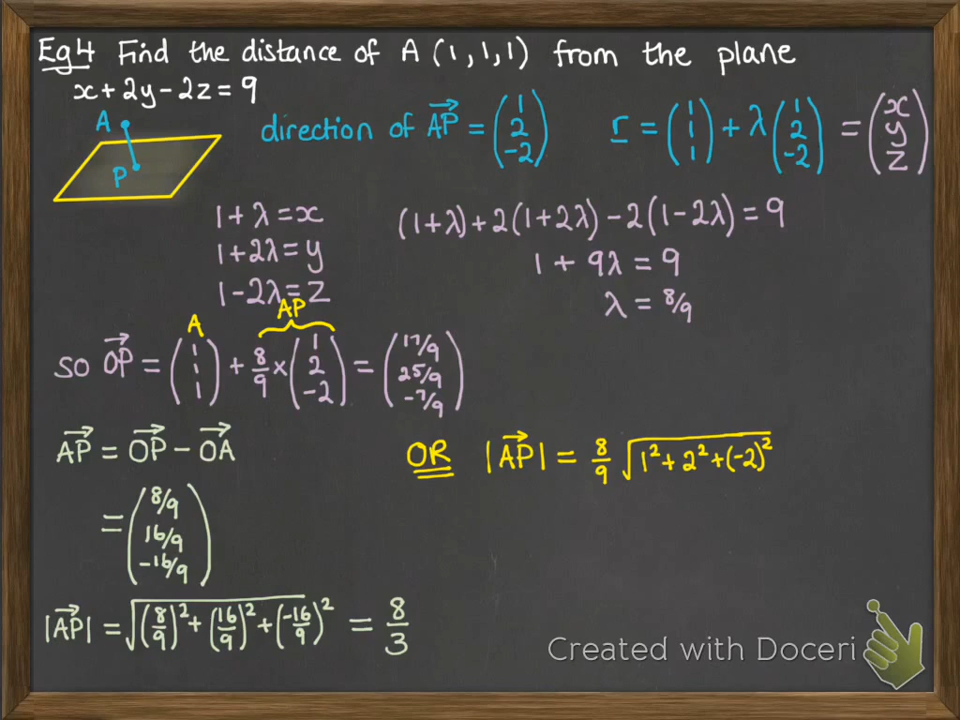 Eg 4 Find the distance of A (1, 1, 1) from the plane
x + 2y - 2z = 9
A
P
direction of AP→ = (1 2 -2)
r = (1 1 1) + λ (1 2 -2) = (x y z)
1 + λ = x
1 + 2λ = y
1 - 2λ = z
(1+λ) + 2(1+2λ) - 2(1-2λ) = 9
1 + 9λ = 9
λ = 8/9
A
AP
so OP→ = (1 1 1) + 8/9 × (1 2 -2) = (17/9 25/9 -7/9)
AP→ = OP→ - OA→
= (8/9 16/9 -16/9)
|AP→| = √((8/9)² + (16/9)² + (-16/9)²) = 8/3
OR |AP→| = 8/9 √(1² + 2² + (-2)²)
Created with Doceri